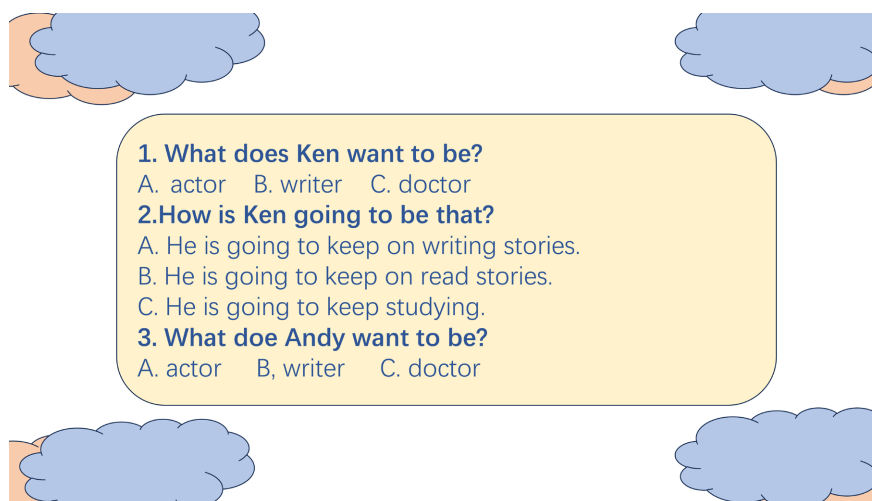 1. What does Ken want to be?
A. actor B. writer C. doctor
2.How is Ken going to be that?
A. He is going to keep on writing stories.
B. He is going to keep on read stories.
C. He is going to keep studying.
3. What doe Andy want to be?
A. actor B, writer C. doctor